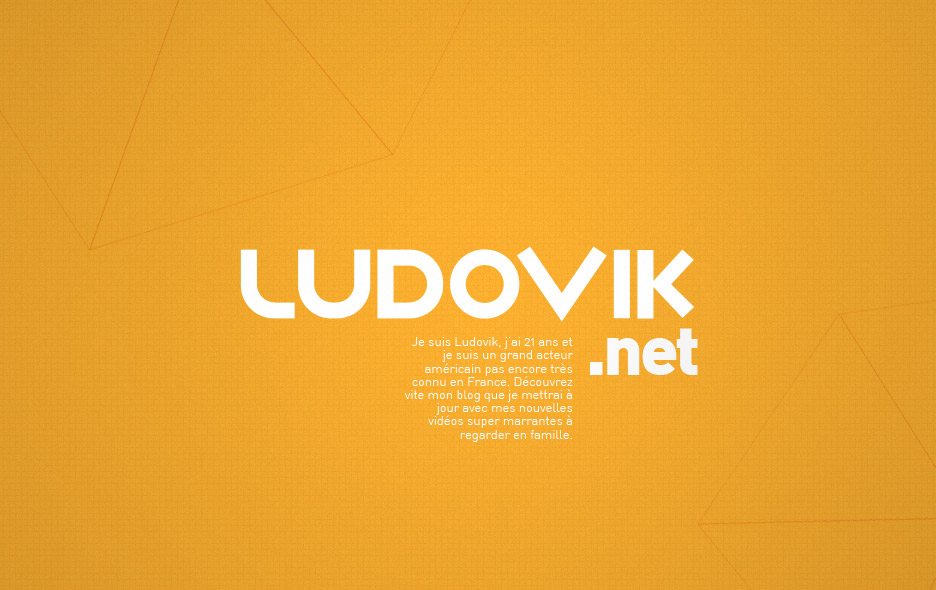 LUDOVIK
.net
Je suis Ludovik, j'ai 21 ans et
je suis un grand acteur
américain pas encore très
connu en France. Découvrez
vite mon blog que je mettrai à
jour avec mes nouvelles
vidéos super marrantes à
regarder en famille.